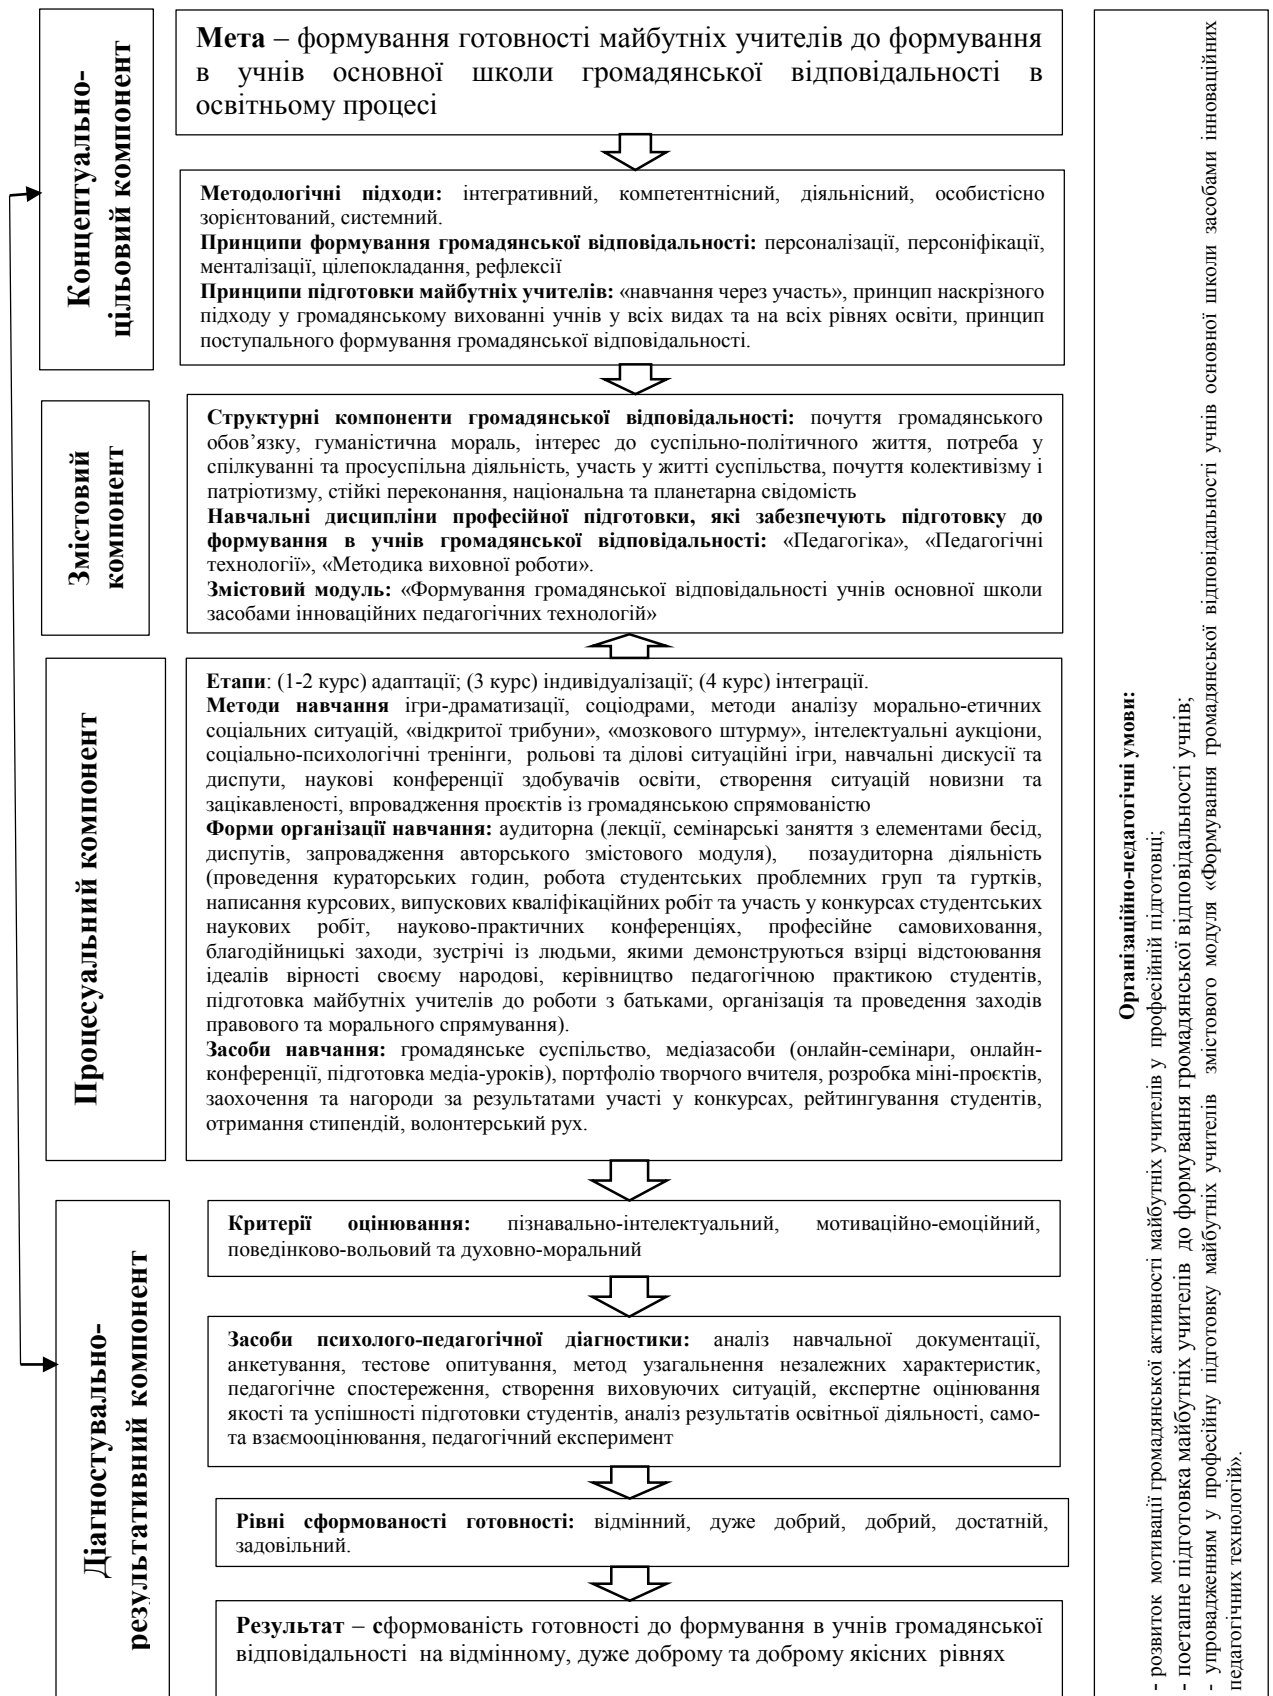 Концептуально-
цільовий компонент
Мета – формування готовності майбутніх учителів до формування
в учнів основної школи громадянської відповідальності в
освітньому процесі
Методологічні підходи: інтегративний, компетентнісний, діяльнісний, особистісно
зорієнтований, системний.
Принципи формування громадянської відповідальності: персоналізації, персоніфікації,
менталізації, цілепокладання, рефлексії
Принципи підготовки майбутніх учителів: «навчання через участь», принцип наскрізного
підходу у громадянському вихованні учнів у всіх видах та на всіх рівнях освіти, принцип
поступального формування громадянської відповідальності.
Змістовий
компонент
Структурні компоненти громадянської відповідальності: почуття громадянського
обов’язку, гуманістична мораль, інтерес до суспільно-політичного життя, потреба у
спілкуванні та просуспільна діяльність, участь у житті суспільства, почуття колективізму і
патріотизму, стійкі переконання, національна та планетарна свідомість
Навчальні дисципліни професійної підготовки, які забезпечують підготовку до
формування в учнів громадянської відповідальності: «Педагогіка», «Педагогічні
технології», «Методика виховної роботи».
Змістовий модуль: «Формування громадянської відповідальності учнів основної школи
засобами інноваційних педагогічних технологій»
Процесуальний компонент
Етапи: (1-2 курс) адаптації; (3 курс) індивідуалізації; (4 курс) інтеграції.
Методи навчання ігри-драматизації, соціодрами, методи аналізу морально-етичних
соціальних ситуацій, «відкритої трибуни», «мозкового штурму», інтелектуальні аукціони,
соціально-психологічні тренінги, рольові та ділові ситуаційні ігри, навчальні дискусії та
диспути, наукові конференції здобувачів освіти, створення ситуацій новизни та
зацікавленості, впровадження проєктів із громадянською спрямованістю
Форми організації навчання: аудиторна (лекції, семінарські заняття з елементами бесід,
диспутів, запровадження авторського змістового модуля), позаудиторна діяльність
(проведення кураторських годин, робота студентських проблемних груп та гуртків,
написання курсових, випускових кваліфікаційних робіт та участь у конкурсах студентських
наукових робіт, науково-практичних конференціях, професійне самовиховання,
благодійницькі заходи, зустрічі із людьми, якими демонструються взірці відстоювання
ідеалів вірності своєму народові, керівництво педагогічною практикою студентів,
підготовка майбутніх учителів до роботи з батьками, організація та проведення заходів
правового та морального спрямування).
Засоби навчання: громадянське суспільство, медіазасоби (онлайн-семінари, онлайн-
конференції, підготовка медіа-уроків), портфоліо творчого вчителя, розробка міні-проєктів,
заохочення та нагороди за результатами участі у конкурсах, рейтингування студентів,
отримання стипендій, волонтерський рух.
Діагностувально-
результативний компонент
Критерії оцінювання: пізнавально-інтелектуальний, мотиваційно-емоційний,
поведінково-вольовий та духовно-моральний
Засоби психолого-педагогічної діагностики: аналіз навчальної документації,
анкетування, тестове опитування, метод узагальнення незалежних характеристик,
педагогічне спостереження, створення виховуючих ситуацій, експертне оцінювання
якості та успішності підготовки студентів, аналіз результатів освітньої діяльності, само-
та взаємооцінювання, педагогічний експеримент
Рівні сформованості готовності: відмінний, дуже добрий, добрий, достатній,
задовільний.
Результат – сформованість готовності до формування в учнів громадянської
відповідальності на відмінному, дуже доброму та доброму якісних рівнях
Організаційно-педагогічні умови:
- розвиток мотивації громадянської активності майбутніх учителів у професійній підготовці;
- поетапне підготовка майбутніх учителів до формування громадянської відповідальності учнів;
- упровадженням у професійну підготовку майбутніх учителів змістового модуля «Формування громадянської відповідальності учнів основної школи засобами інноваційних
педагогічних технологій».